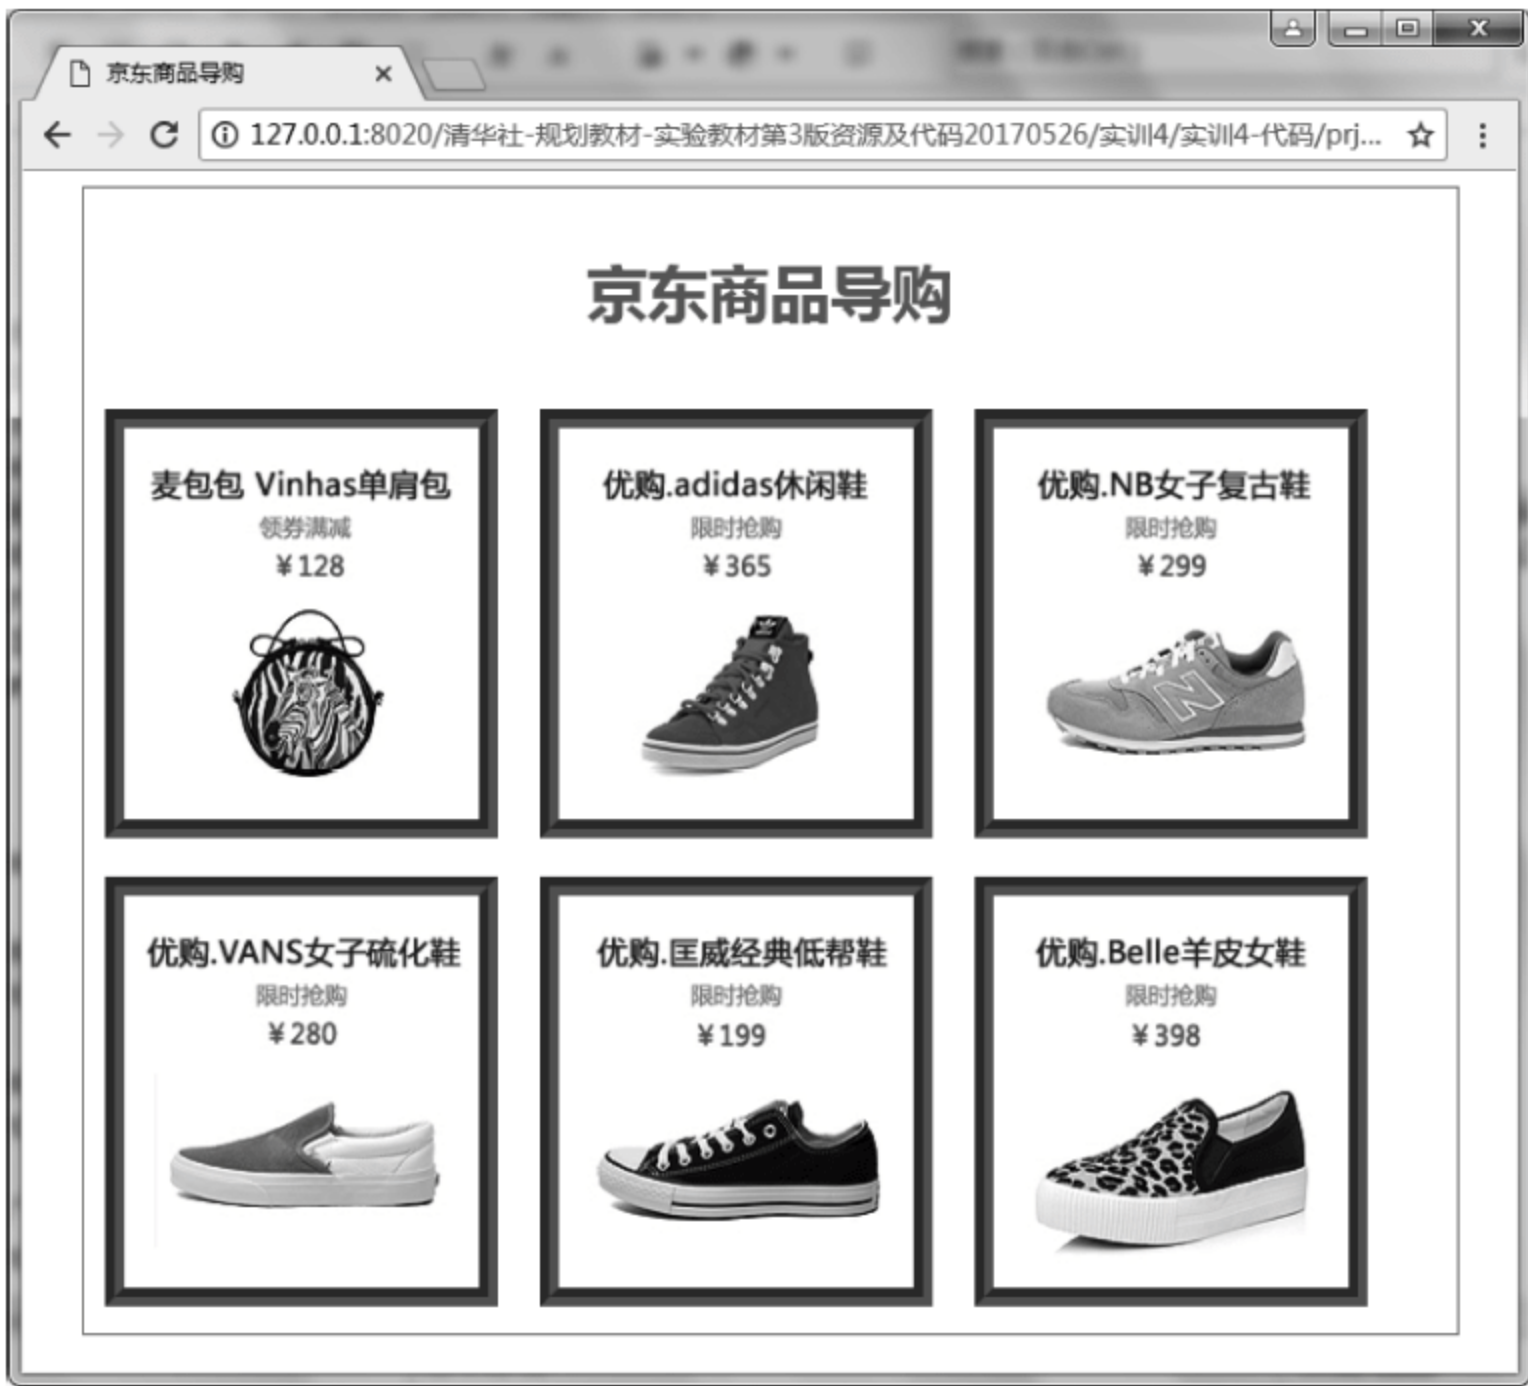 京东商品导购
127.0.0.1:8020/清华社-规划教材-实验教材第3版资源及代码20170526/实训4/实训4-代码/prj...
京东商品导购
麦包包 Vinhas单肩包
领券满减
¥128
优购.adidas休闲鞋
限时抢购
¥365
优购.NB女子复古鞋
限时抢购
¥299
优购.VANS女子硫化鞋
限时抢购
¥280
优购.匡威经典低帮鞋
限时抢购
¥199
优购.Belle羊皮女鞋
限时抢购
¥398